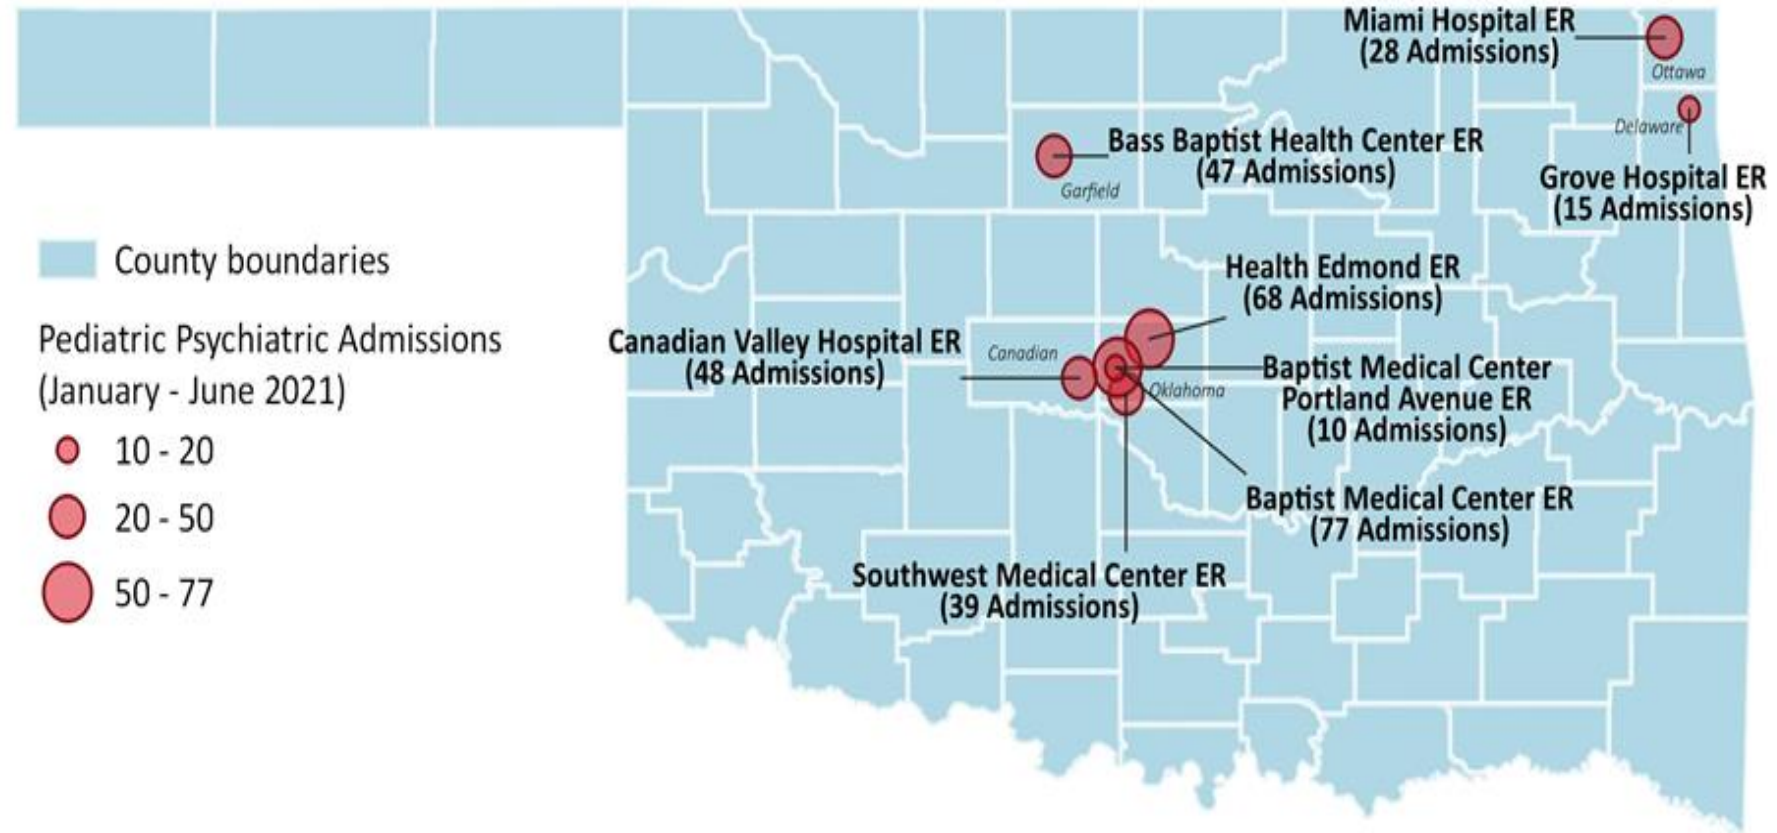 Miami Hospital ER
(28 Admissions)
Ottawa
Delaware
Bass Baptist Health Center ER
(47 Admissions)
Garfield
Grove Hospital ER
(15 Admissions)
County boundaries
Health Edmond ER
(68 Admissions)
Pediatric Psychiatric Admissions
(January - June 2021)
10 - 20
20 - 50
50 - 77
Canadian Valley Hospital ER
(48 Admissions)
Canadian
Oklahoma
Baptist Medical Center
Portland Avenue ER
(10 Admissions)
Baptist Medical Center ER
(77 Admissions)
Southwest Medical Center ER
(39 Admissions)